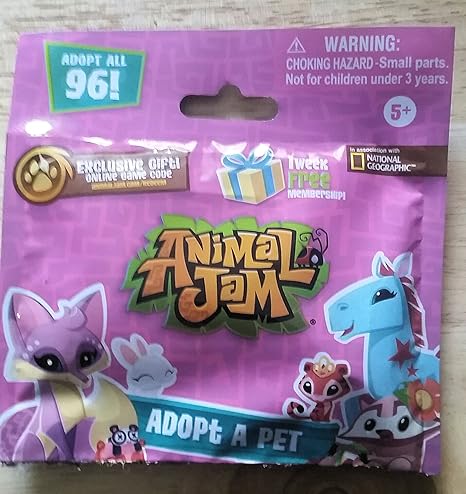 ADOPT ALL
96!
WARNING:
CHOKING HAZARD-Small parts.
Not for children under 3 years.
5+
EXCLUSIVE GIFT!
ONLINE GAME CODE
1 Week
FREE
MEMBERSHIP!
In association with
NATIONAL
GEOGRAPHIC™
ANIMAL
JAM®
ADOPT A PET